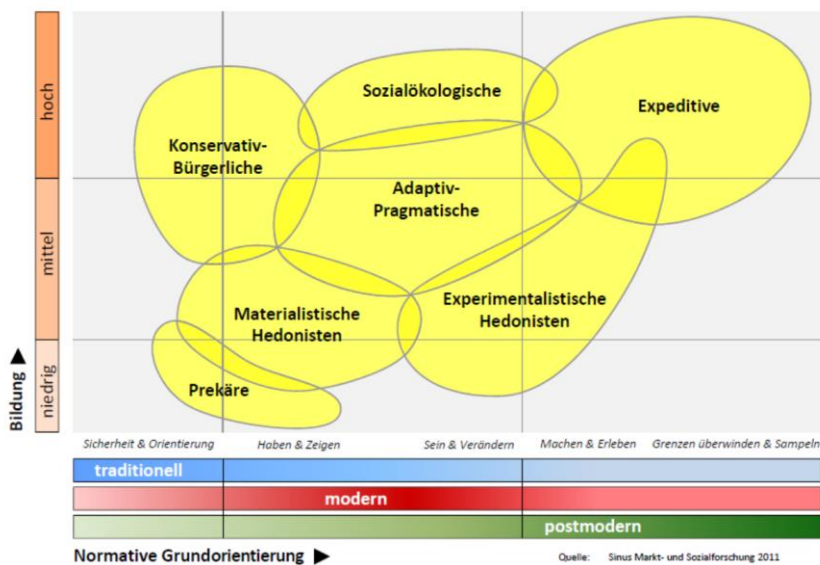 hoch
mittel
niedrig
Bildung ►
Sozialökologische
Expeditive
Konservativ-
Bürgerliche
Adaptiv-
Pragmatische
Materialistische
Hedonisten
Experimentalistische
Hedonisten
Prekäre
Sicherheit & Orientierung
Haben & Zeigen
Sein & Verändern
Machen & Erleben
Grenzen überwinden & Sampeln
traditionell
modern
postmodern
Normative Grundorientierung ►
Quelle: Sinus Markt- und Sozialforschung 2011